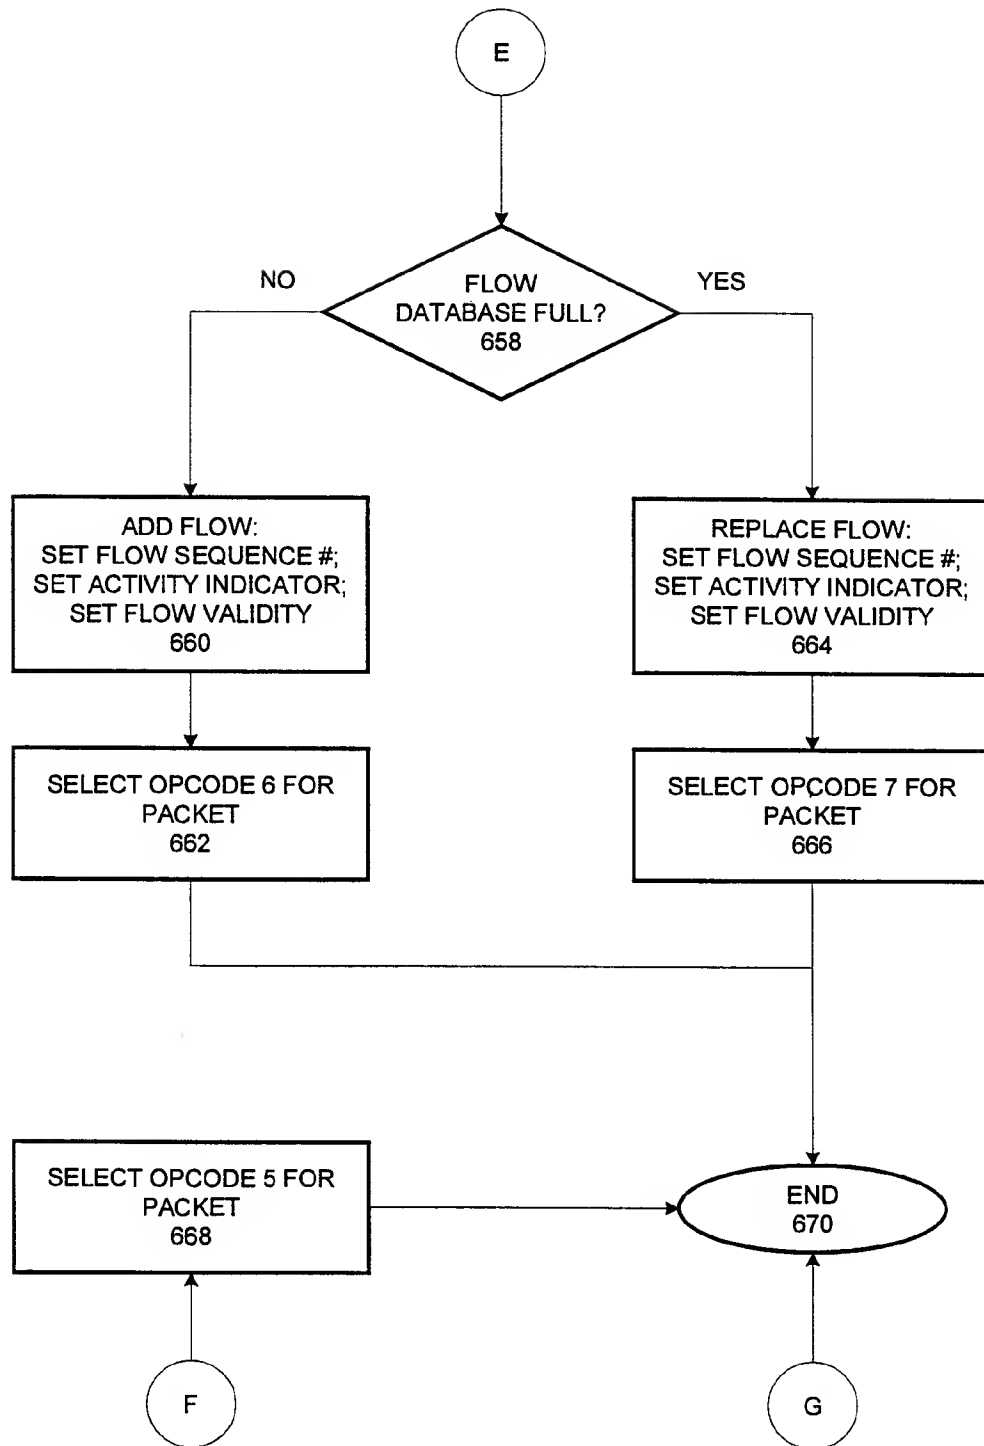 E
NO
YES
FLOW
DATABASE FULL?
658
ADD FLOW:
SET FLOW SEQUENCE #;
SET ACTIVITY INDICATOR;
SET FLOW VALIDITY
660
REPLACE FLOW:
SET FLOW SEQUENCE #;
SET ACTIVITY INDICATOR;
SET FLOW VALIDITY
664
SELECT OPCODE 6 FOR
PACKET
662
SELECT OPCODE 7 FOR
PACKET
666
SELECT OPCODE 5 FOR
PACKET
668
END
670
F
G